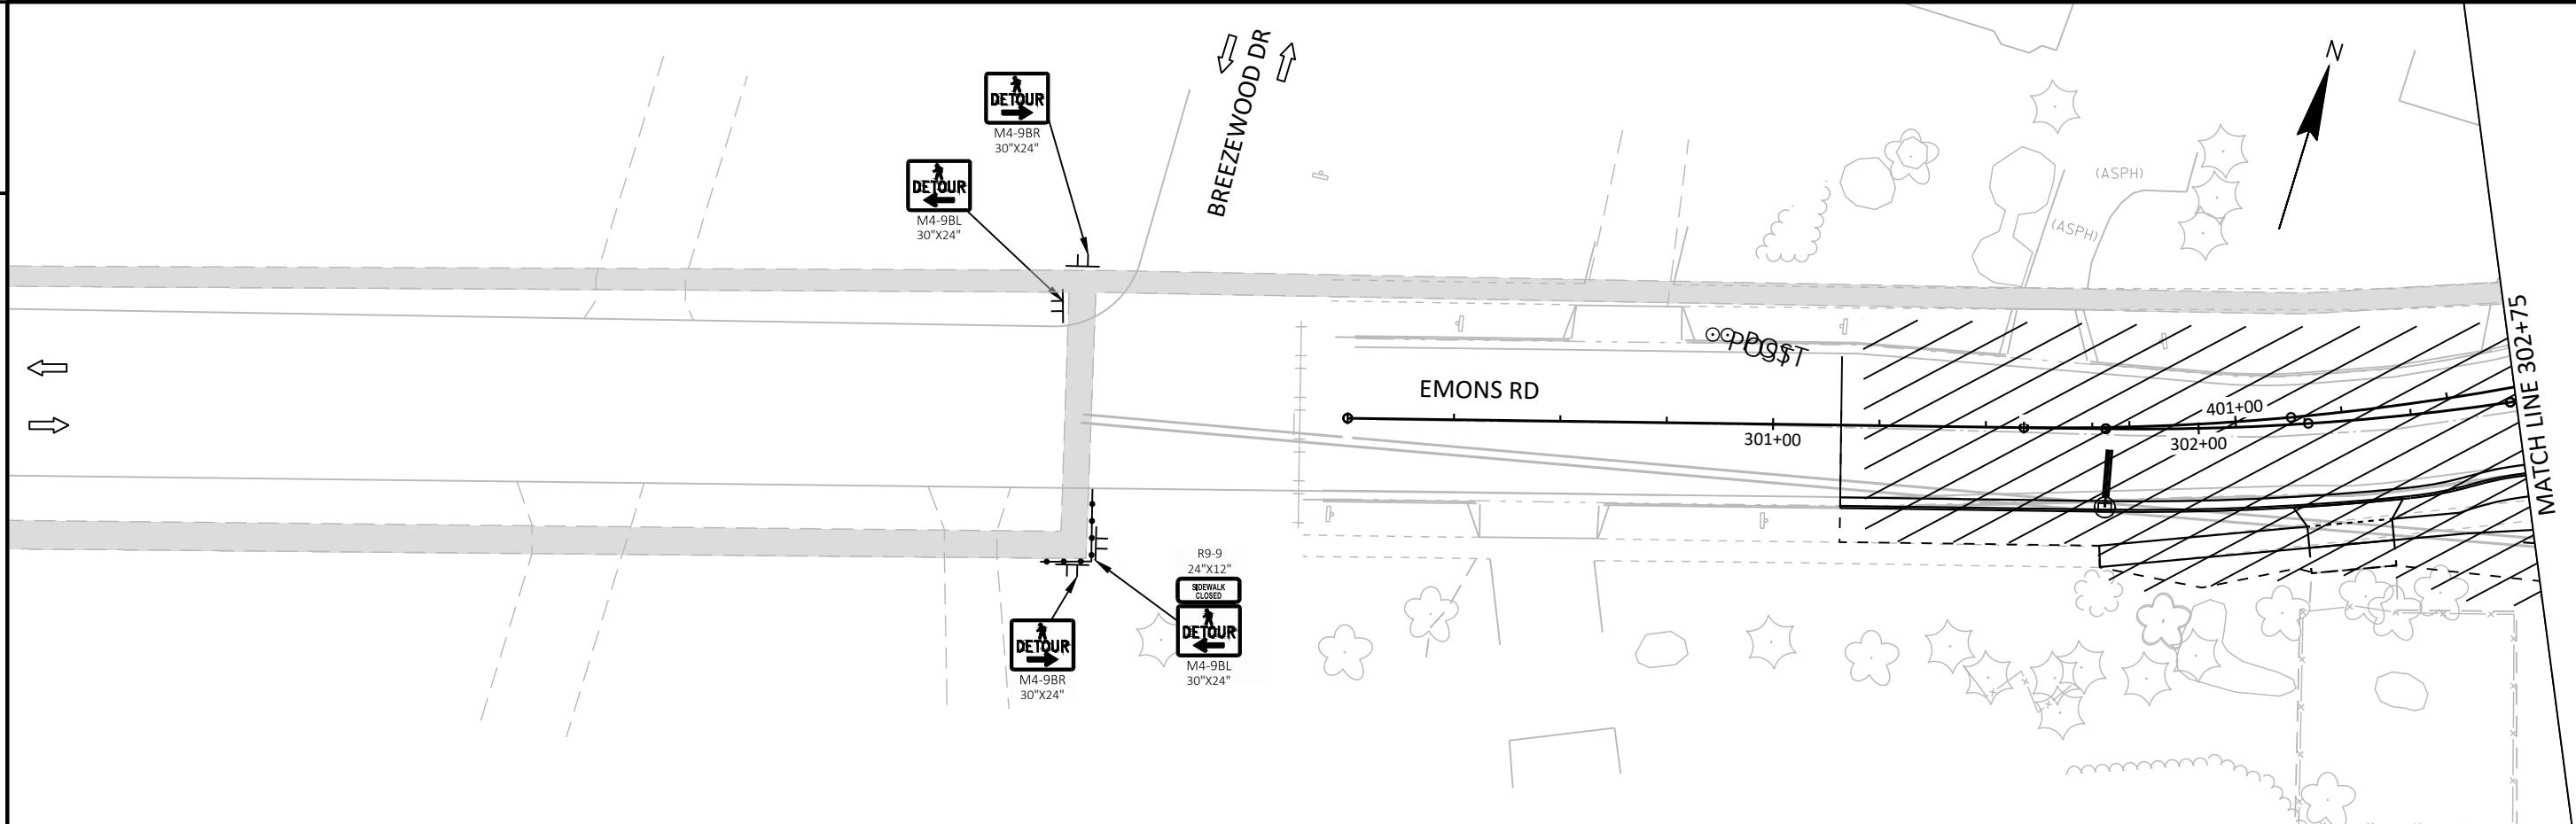 N
BREEZEWOOD DR
DETOUR
M4-9BR
30"X24"
DETOUR
M4-9BL
30"X24"
(ASPH)
(ASPH)
POST
POST
EMONS RD
301+00
401+00
302+00
MATCH LINE 302+75
R9-9
24"X12"
SIDEWALK
CLOSED
DETOUR
M4-9BL
30"X24"
DETOUR
M4-9BR
30"X24"